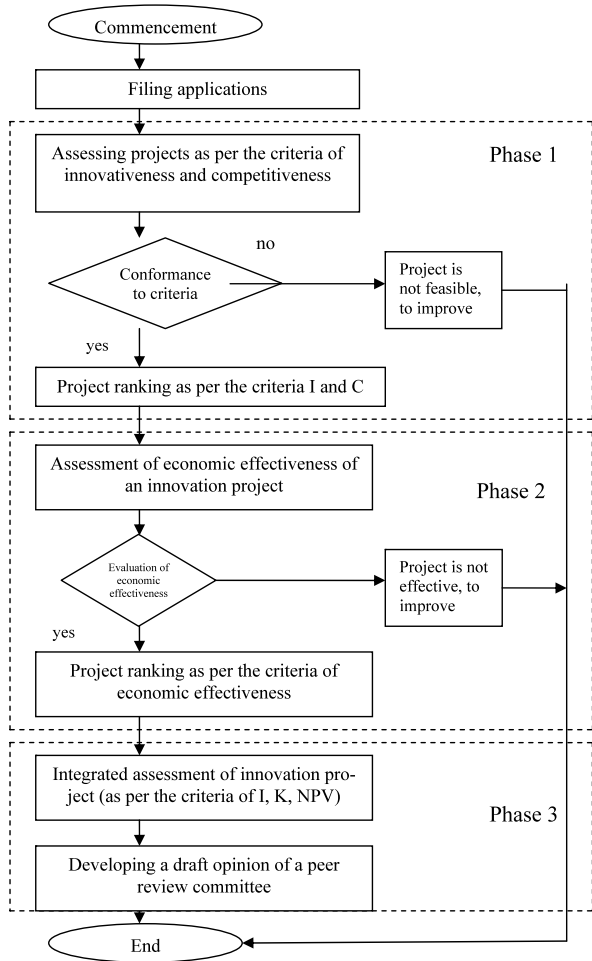 Commencement
Filing applications
Phase 1
Assessing projects as per the criteria of
innovativeness and competitiveness
no
Conformance
to criteria
Project is
not feasible,
to improve
yes
Project ranking as per the criteria I and C
Assessment of economic effectiveness of
an innovation project
Phase 2
Evaluation of
economic
effectiveness
Project is not
effective, to
improve
yes
Project ranking as per the criteria of
economic effectiveness
Integrated assessment of innovation pro-
ject (as per the criteria of I, K, NPV)
Phase 3
Developing a draft opinion of a peer
review committee
End